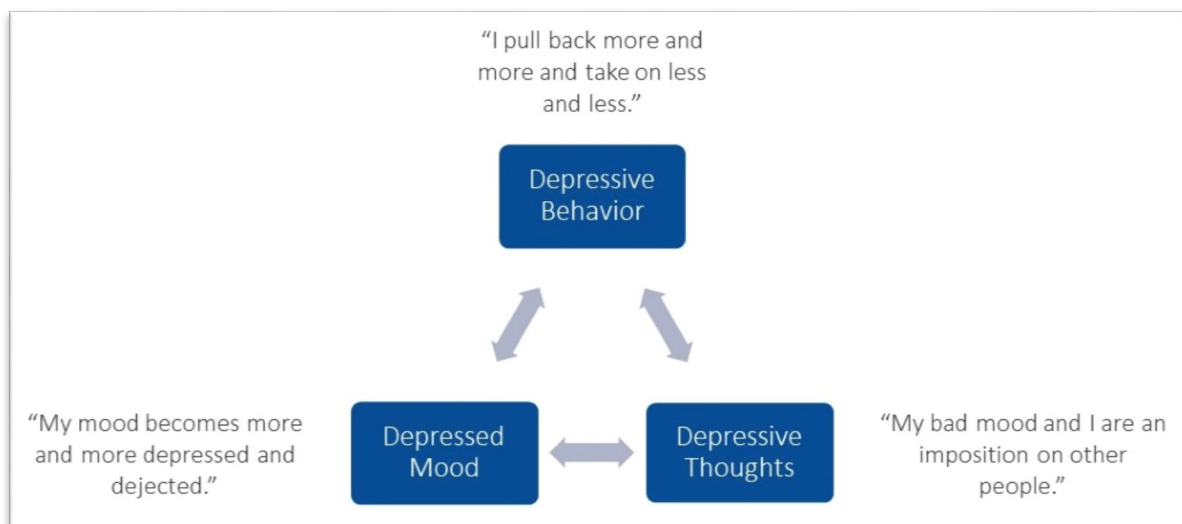 “I pull back more and
more and take on less
and less.”
Depressive
Behavior
“My mood becomes more
and more depressed and
dejected.”
Depressed
Mood
Depressive
Thoughts
“My bad mood and I are an
imposition on other
people.”